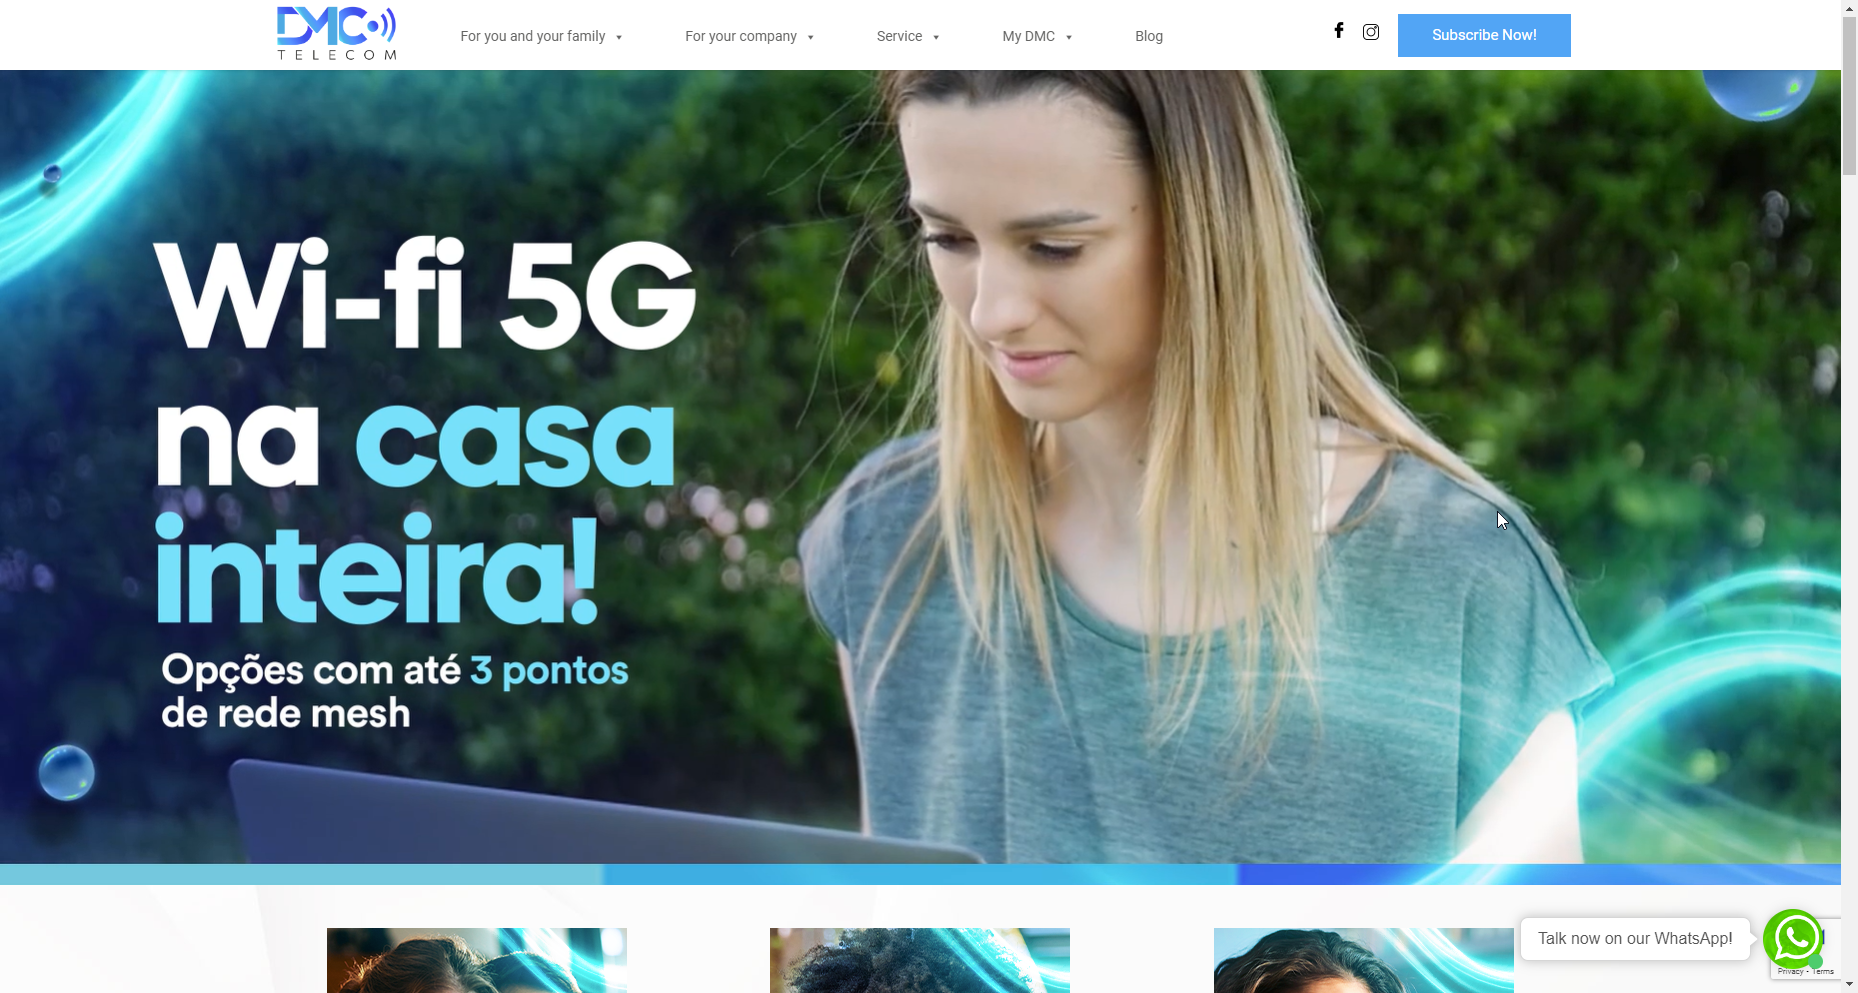 DMC
TELECOM
For you and your family
For your company
Service
My DMC
Blog
Subscribe Now!
Wi-fi 5G
na casa
inteira!
Opções com até 3 pontos
de rede mesh
Talk now on our WhatsApp!
Privacy - Terms